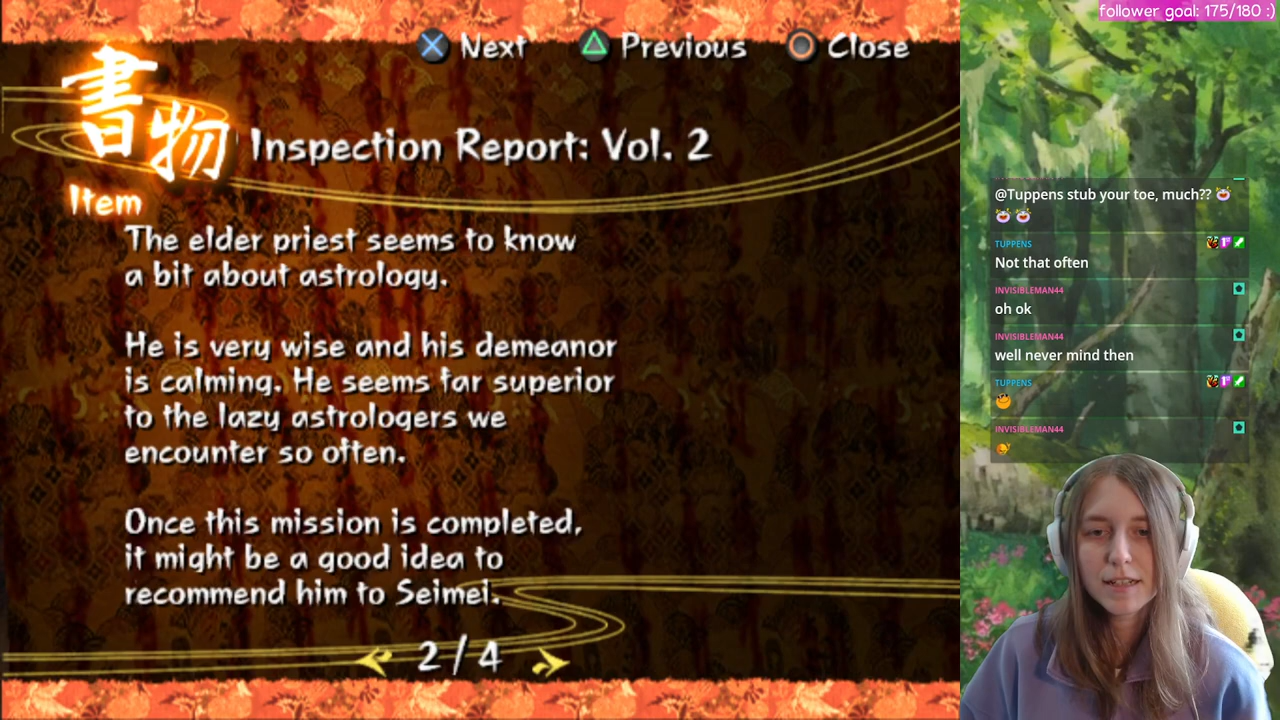 follower goal: 175/180 :)
Next Previous Close
書物
Inspection Report: Vol. 2
Item
The elder priest seems to know
a bit about astrology.
He is very wise and his demeanor
is calming. He seems far superior
to the lazy astrologers we
encounter so often.
Once this mission is completed,
it might be a good idea to
recommend him to Seimei.
2/4
@Tuppens stub your toe, much??
TUPPENS
Not that often
INVISIBLEMAN44
oh ok
INVISIBLEMAN44
well never mind then
TUPPENS
INVISIBLEMAN44